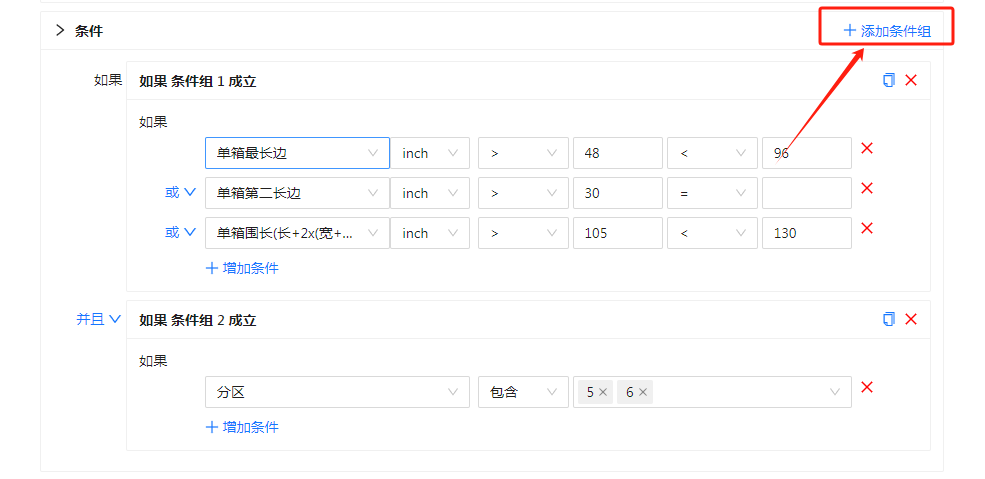 条件 添加条件组
如果 如果 条件组 1 成立
如果
单箱最长边 inch > 48 < 96
或 单箱第二长边 inch > 30 =
或 单箱围长(长+2x(宽+... inch > 105 < 130
增加条件
并且 如果 条件组 2 成立
如果
分区 包含 5 × 6 ×
增加条件